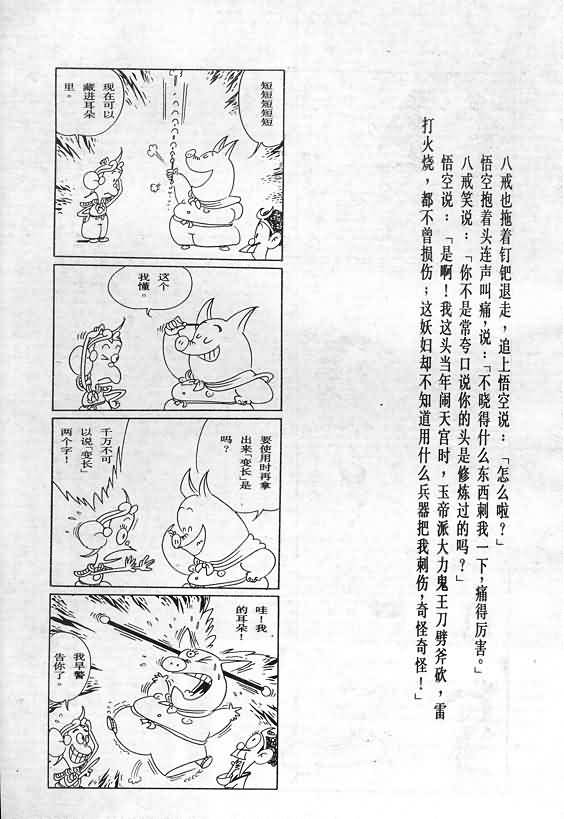 八戒也拖着钉钯退走，追上悟空说：「怎么啦？」
悟空抱着头连声叫痛，说：「不晓得什么东西刺我一下，痛得厉害。」
八戒笑说：「你不是常夸口说你的头是修炼过的吗？」
悟空说：「是啊！我这头当年闹天宫时，玉帝派大力鬼王刀劈斧砍，雷
打火烧，都不曾损伤；这妖妇却不知道用什么兵器把我刺伤，奇怪奇怪！」
短短短短短
现在可以
藏进耳朵
里。
这个
我懂。
要使用时再拿
出来「变长」是
吗？
千万不可
以说「变长」
两个字！
哇！我
的耳朵！
我早警
告你了。